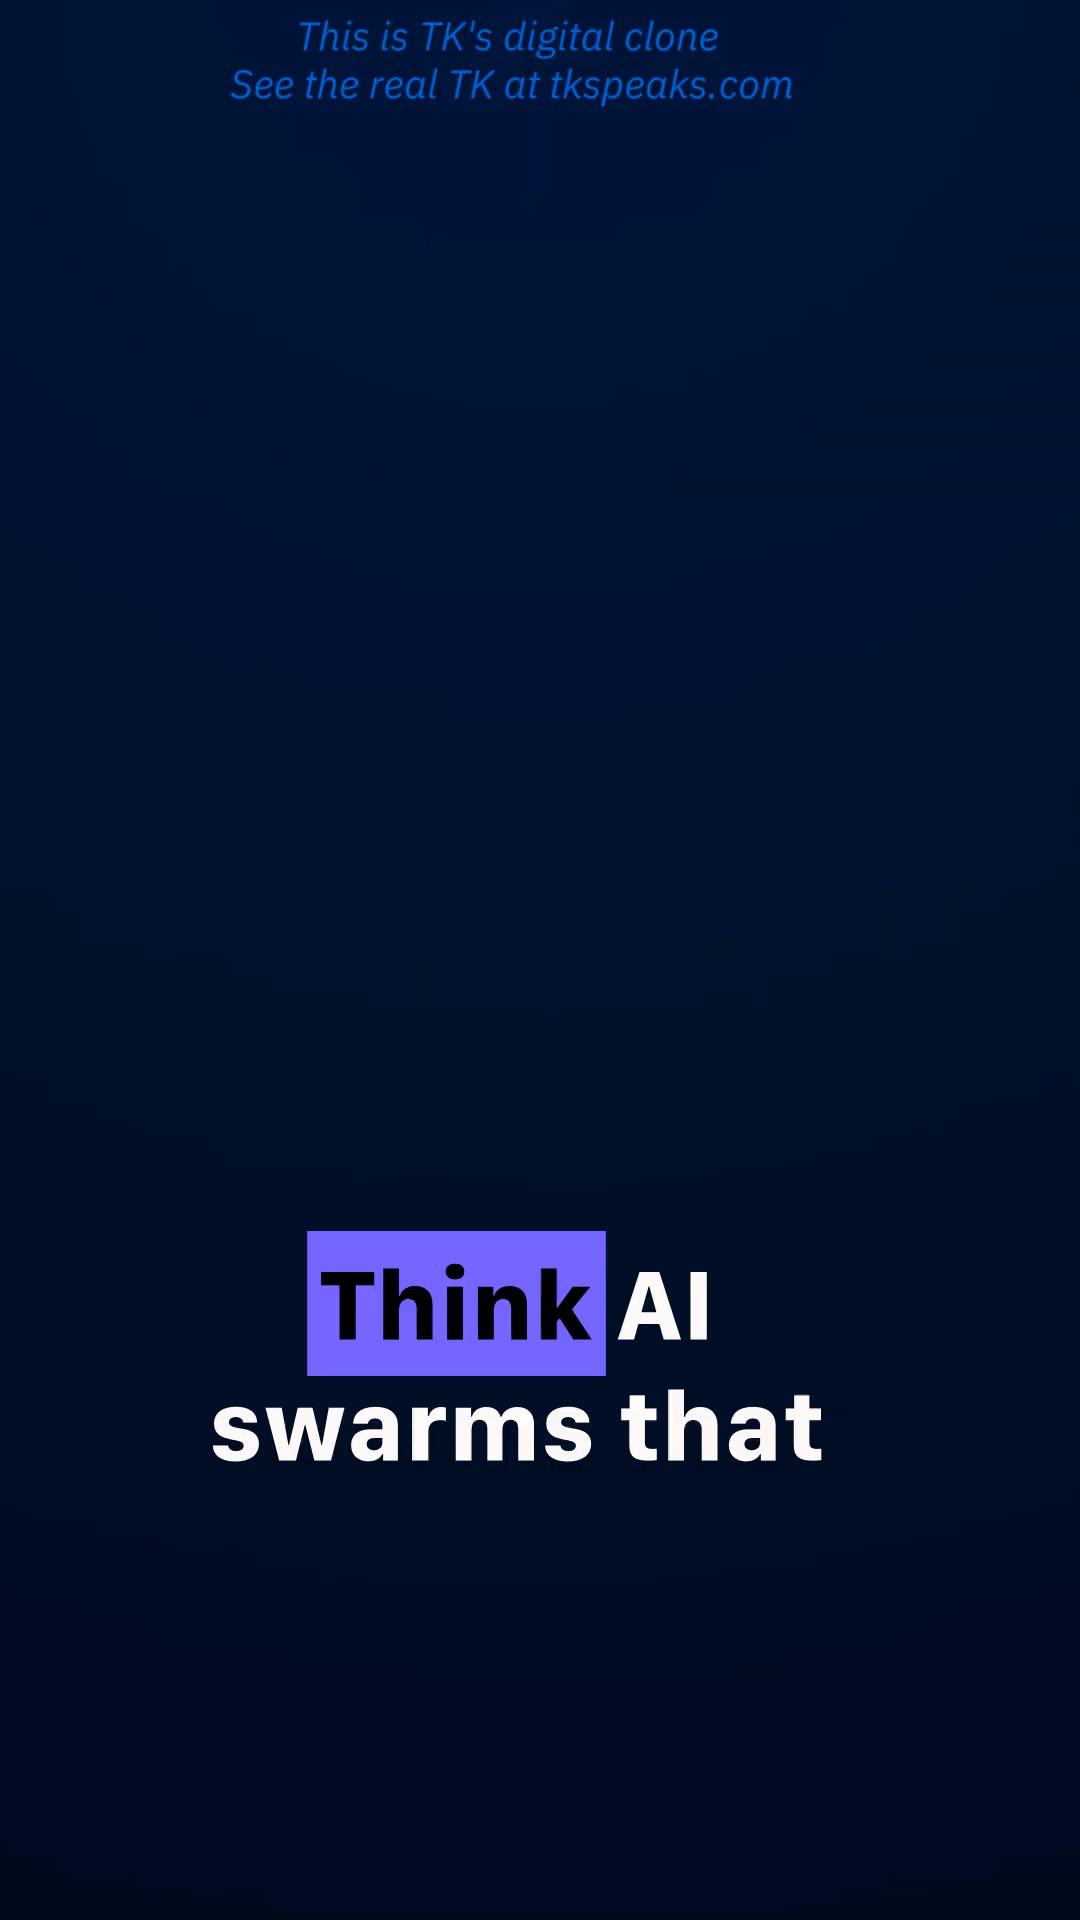 This is TK's digital clone
See the real TK at tkspeaks.com
Think AI
swarms that